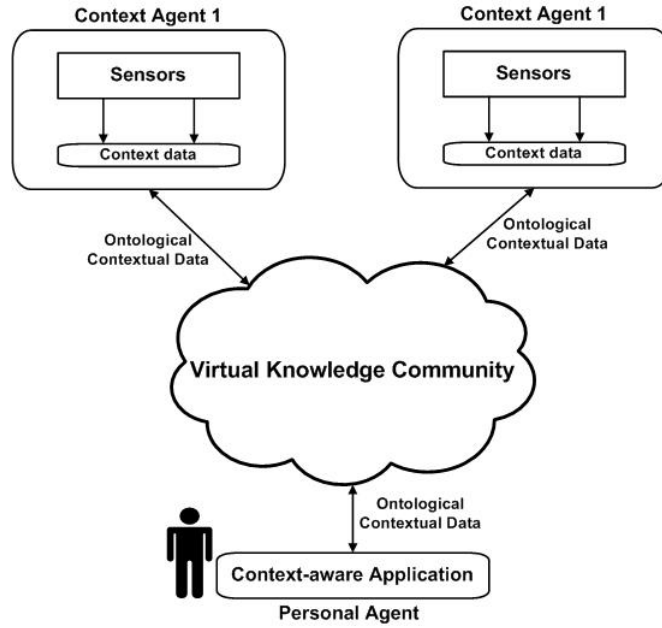 Context Agent 1
Sensors
Context data
Context Agent 1
Sensors
Context data
Ontological
Contextual Data
Ontological
Contextual Data
Virtual Knowledge Community
Ontological
Contextual Data
Context-aware Application
Personal Agent